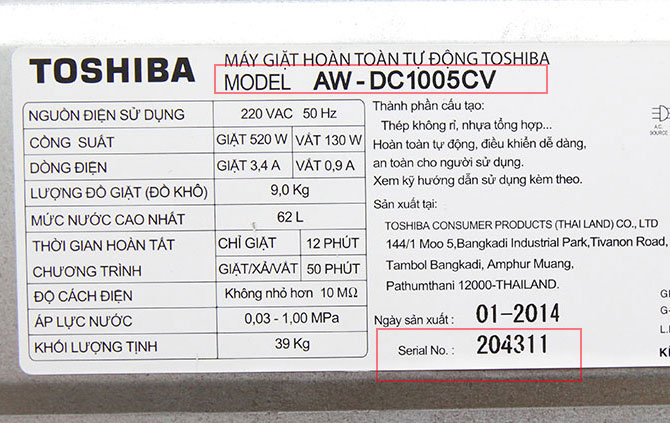 TOSHIBA
MÁY GIẶT HOÀN TOÀN TỰ ĐỘNG TOSHIBA
MODEL AW-DC1005CV
NGUỒN ĐIỆN SỬ DỤNG 220 VAC 50 Hz
CÔNG SUẤT GIẶT 520 W VẮT 130 W
DÒNG ĐIỆN GIẶT 3,4 A VẮT 0,9 A
LƯỢNG ĐỒ GIẶT (ĐỒ KHÔ) 9,0 Kg
MỨC NƯỚC CAO NHẤT 62 L
THỜI GIAN HOÀN TẤT CHỈ GIẶT 12 PHÚT
CHƯƠNG TRÌNH GIẶT/XẢ/VẮT 50 PHÚT
ĐỘ CÁCH ĐIỆN Không nhỏ hơn 10 MΩ
ÁP LỰC NƯỚC 0,03 - 1,00 MPa
KHỐI LƯỢNG TỊNH 39 Kg
Thành phần cấu tạo:
Thép không rỉ, nhựa tổng hợp...
Hoàn toàn tự động, điều khiển dễ dàng,
an toàn cho người sử dụng.
Xem kỹ hướng dẫn sử dụng kèm theo.
Sản xuất tại:
TOSHIBA CONSUMER PRODUCTS (THAI LAND) CO., LTD
144/1 Moo 5,Bangkadi Industrial Park,Tivanon Road,
Tambol Bangkadi, Amphur Muang,
Pathumthani 12000-THAILAND.
Ngày sản xuất : 01-2014
Serial No. : 204311
A.C.
SOURCE